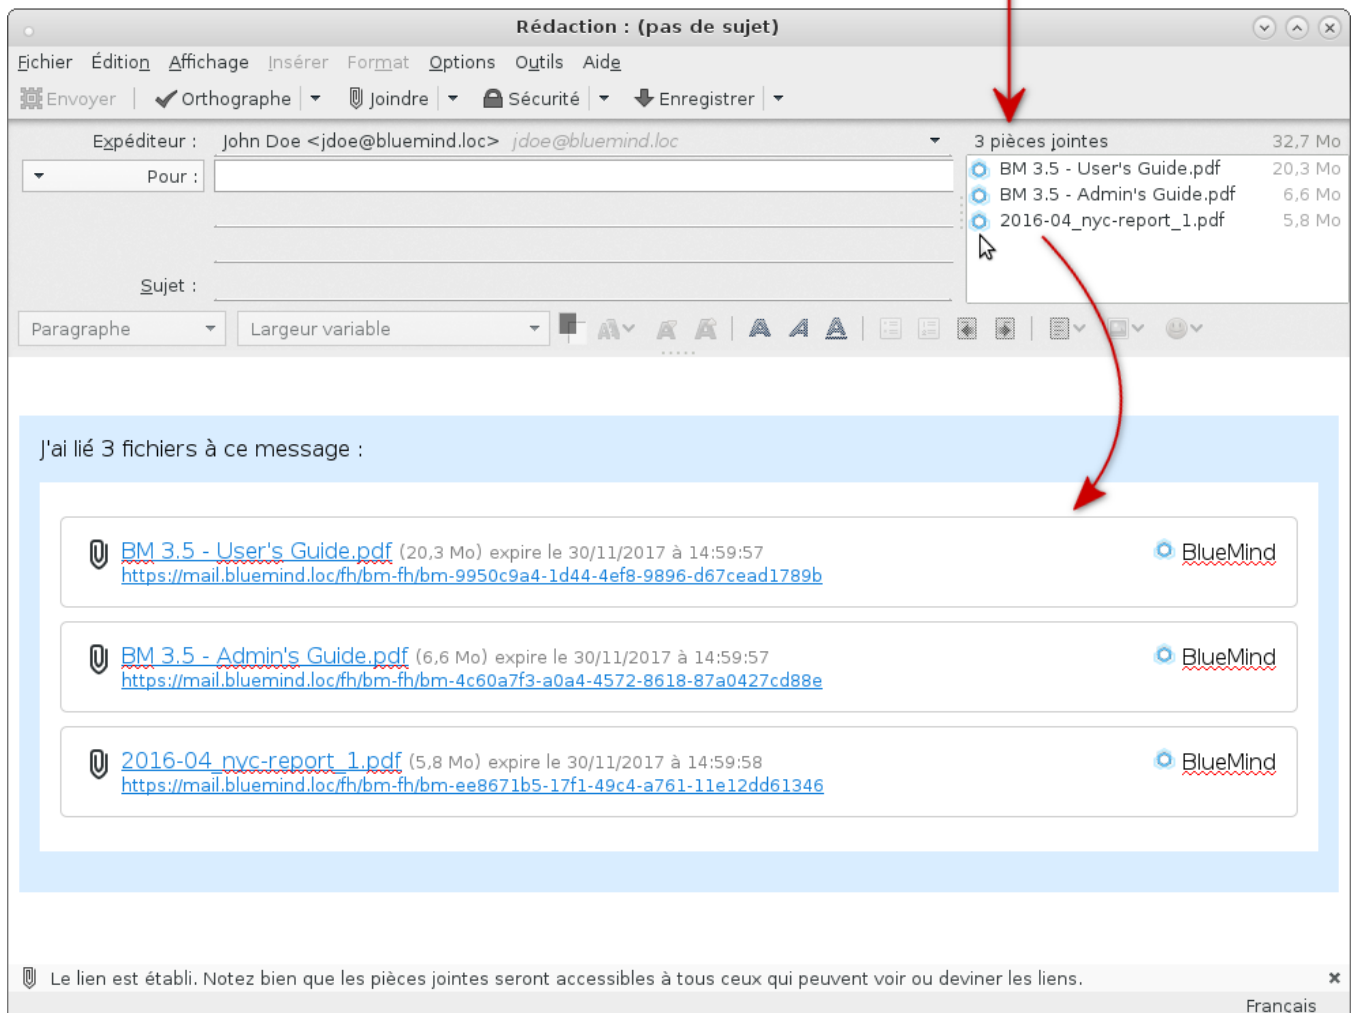 Rédaction : (pas de sujet)
Fichier Édition Affichage Insérer Format Options Outils Aide
Envoyer Orthographe Joindre Sécurité Enregistrer
Expéditeur : John Doe <jdoe@bluemind.loc> jdoe@bluemind.loc
3 pièces jointes 32,7 Mo
Pour :
BM 3.5 - User's Guide.pdf 20,3 Mo
BM 3.5 - Admin's Guide.pdf 6,6 Mo
2016-04_nyc-report_1.pdf 5,8 Mo
Sujet :
Paragraphe Largeur variable
J'ai lié 3 fichiers à ce message :
BM 3.5 - User's Guide.pdf (20,3 Mo) expire le 30/11/2017 à 14:59:57 BlueMind
https://mail.bluemind.loc/fh/bm-fh/bm-9950c9a4-1d44-4ef8-9896-d67cead1789b
BM 3.5 - Admin's Guide.pdf (6,6 Mo) expire le 30/11/2017 à 14:59:57 BlueMind
https://mail.bluemind.loc/fh/bm-fh/bm-4c60a7f3-a0a4-4572-8618-87a0427cd88e
2016-04_nyc-report_1.pdf (5,8 Mo) expire le 30/11/2017 à 14:59:58 BlueMind
https://mail.bluemind.loc/fh/bm-fh/bm-ee8671b5-17f1-49c4-a761-11e12dd61346
Le lien est établi. Notez bien que les pièces jointes seront accessibles à tous ceux qui peuvent voir ou deviner les liens.
Français